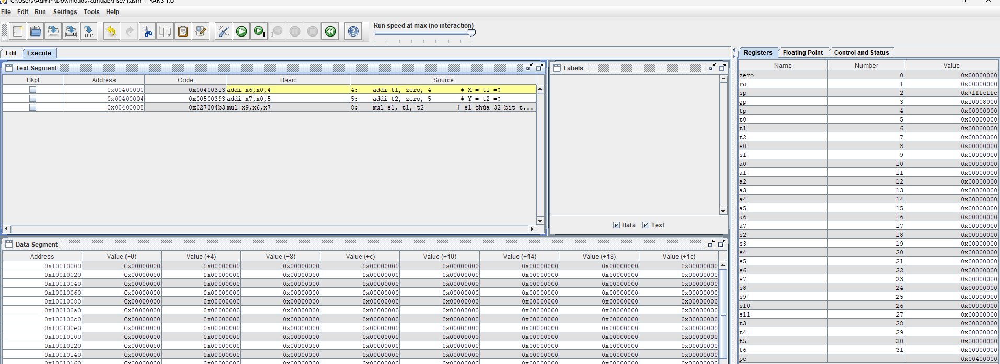 C:\Users\Admin\Downloads\ktmtlab\riscv1.asm - RARS 1.6
File Edit Run Settings Tools Help
Run speed at max (no interaction)
Edit Execute
Text Segment
Bkpt Address Code Basic Source
0x00400000 0x00400313 addi x6,x0,4 4: addi t1, zero, 4 # X = t1 =?
0x00400004 0x00500393 addi x7,x0,5 5: addi t2, zero, 5 # Y = t2 =?
0x00400008 0x027304b3 mul x9,x6,x7 8: mul s1, t1, t2 # s1 chứa 32 bit t...
Labels
Data Text
Data Segment
Address Value (+0) Value (+4) Value (+8) Value (+c) Value (+10) Value (+14) Value (+18) Value (+1c)
0x10010000 0x00000000 0x00000000 0x00000000 0x00000000 0x00000000 0x00000000 0x00000000 0x00000000
0x10010020 0x00000000 0x00000000 0x00000000 0x00000000 0x00000000 0x00000000 0x00000000 0x00000000
0x10010040 0x00000000 0x00000000 0x00000000 0x00000000 0x00000000 0x00000000 0x00000000 0x00000000
0x10010060 0x00000000 0x00000000 0x00000000 0x00000000 0x00000000 0x00000000 0x00000000 0x00000000
0x10010080 0x00000000 0x00000000 0x00000000 0x00000000 0x00000000 0x00000000 0x00000000 0x00000000
0x100100a0 0x00000000 0x00000000 0x00000000 0x00000000 0x00000000 0x00000000 0x00000000 0x00000000
0x100100c0 0x00000000 0x00000000 0x00000000 0x00000000 0x00000000 0x00000000 0x00000000 0x00000000
0x100100e0 0x00000000 0x00000000 0x00000000 0x00000000 0x00000000 0x00000000 0x00000000 0x00000000
0x10010100 0x00000000 0x00000000 0x00000000 0x00000000 0x00000000 0x00000000 0x00000000 0x00000000
0x10010120 0x00000000 0x00000000 0x00000000 0x00000000 0x00000000 0x00000000 0x00000000 0x00000000
0x10010140 0x00000000 0x00000000 0x00000000 0x00000000 0x00000000 0x00000000 0x00000000 0x00000000
0x10010160 0x00000000 0x00000000 0x00000000 0x00000000 0x00000000 0x00000000 0x00000000 0x00000000
Registers Floating Point Control and Status
Name Number Value
zero 0 0x00000000
ra 1 0x00000000
sp 2 0x7fffeffc
gp 3 0x10008000
tp 4 0x00000000
t0 5 0x00000000
t1 6 0x00000000
t2 7 0x00000000
s0 8 0x00000000
s1 9 0x00000000
a0 10 0x00000000
a1 11 0x00000000
a2 12 0x00000000
a3 13 0x00000000
a4 14 0x00000000
a5 15 0x00000000
a6 16 0x00000000
a7 17 0x00000000
s2 18 0x00000000
s3 19 0x00000000
s4 20 0x00000000
s5 21 0x00000000
s6 22 0x00000000
s7 23 0x00000000
s8 24 0x00000000
s9 25 0x00000000
s10 26 0x00000000
s11 27 0x00000000
t3 28 0x00000000
t4 29 0x00000000
t5 30 0x00000000
t6 31 0x00000000
pc 0x00400000